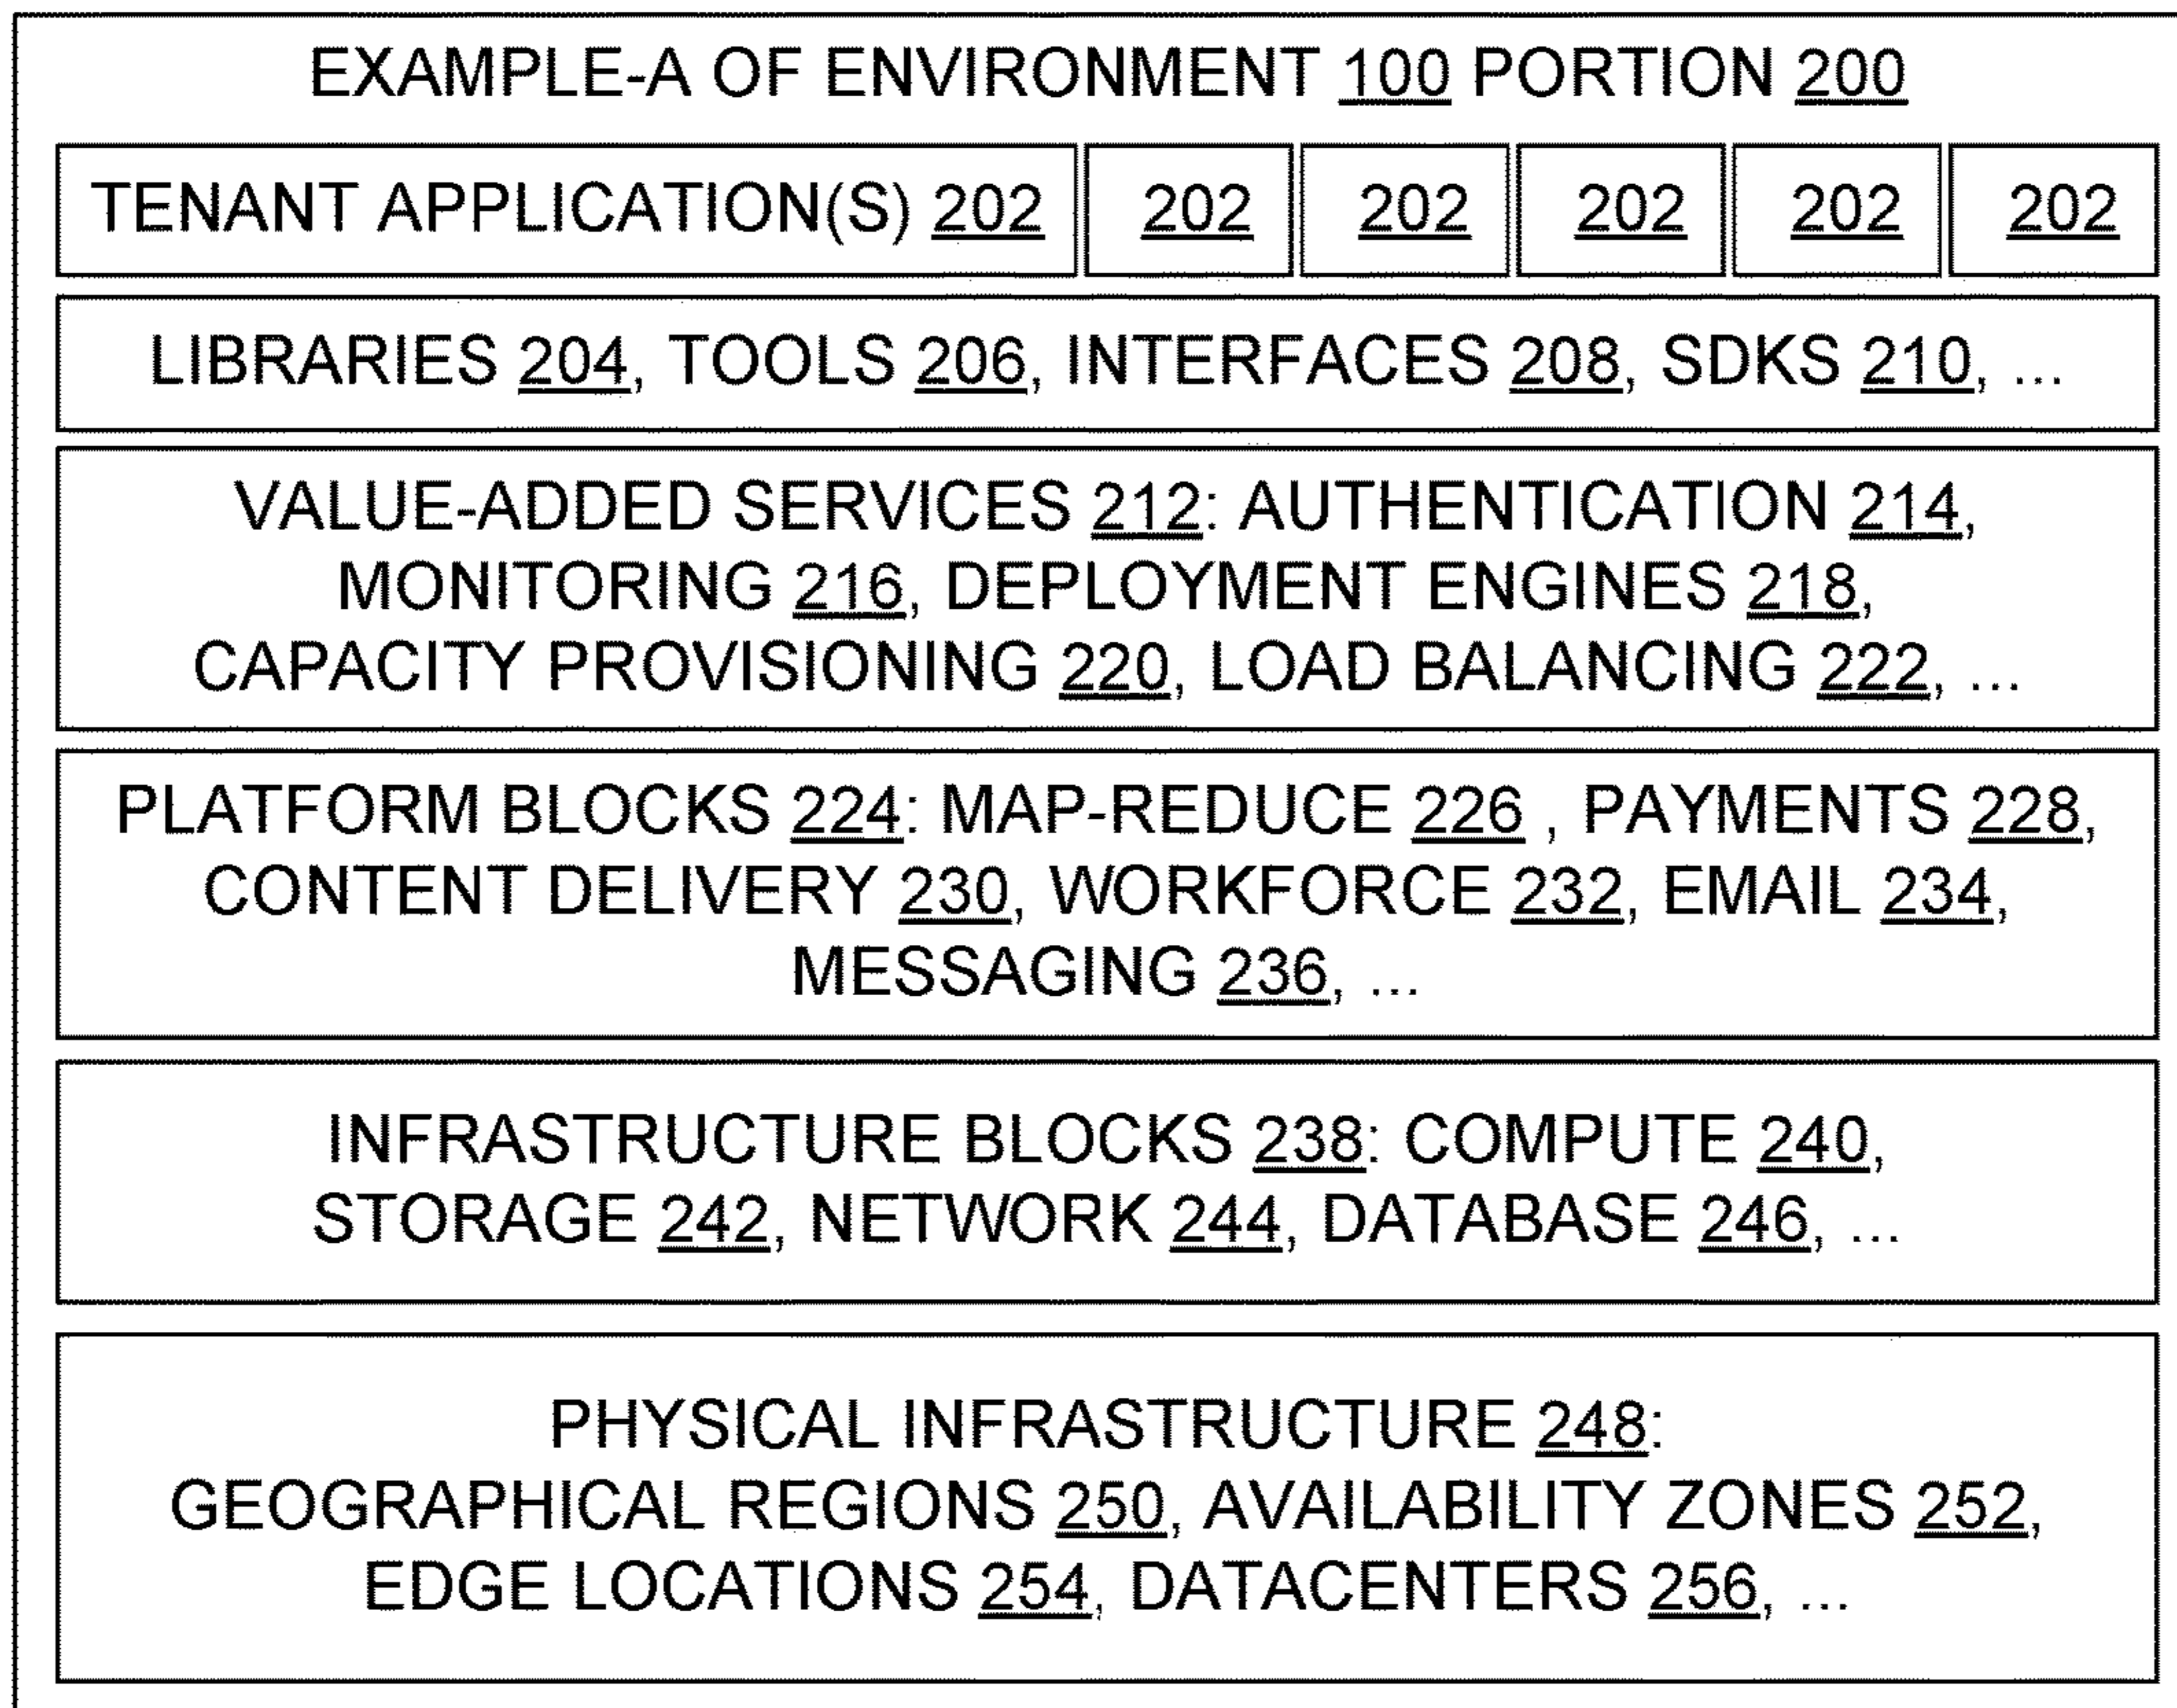 EXAMPLE-A OF ENVIRONMENT 100 PORTION 200
TENANT APPLICATION(S) 202 202 202 202 202 202
LIBRARIES 204, TOOLS 206, INTERFACES 208, SDKS 210, ...
VALUE-ADDED SERVICES 212: AUTHENTICATION 214,
MONITORING 216, DEPLOYMENT ENGINES 218,
CAPACITY PROVISIONING 220, LOAD BALANCING 222, ...
PLATFORM BLOCKS 224: MAP-REDUCE 226 , PAYMENTS 228,
CONTENT DELIVERY 230, WORKFORCE 232, EMAIL 234,
MESSAGING 236, ...
INFRASTRUCTURE BLOCKS 238: COMPUTE 240,
STORAGE 242, NETWORK 244, DATABASE 246, ...
PHYSICAL INFRASTRUCTURE 248:
GEOGRAPHICAL REGIONS 250, AVAILABILITY ZONES 252,
EDGE LOCATIONS 254, DATACENTERS 256, ...